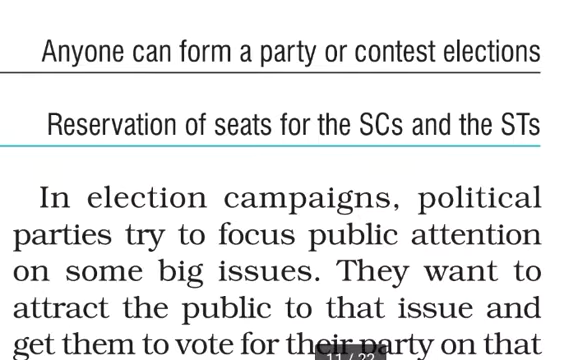 Anyone can form a party or contest elections
Reservation of seats for the SCs and the STs
In election campaigns, political
parties try to focus public attention
on some big issues. They want to
attract the public to that issue and
get them to vote for their party on that
11 / 22